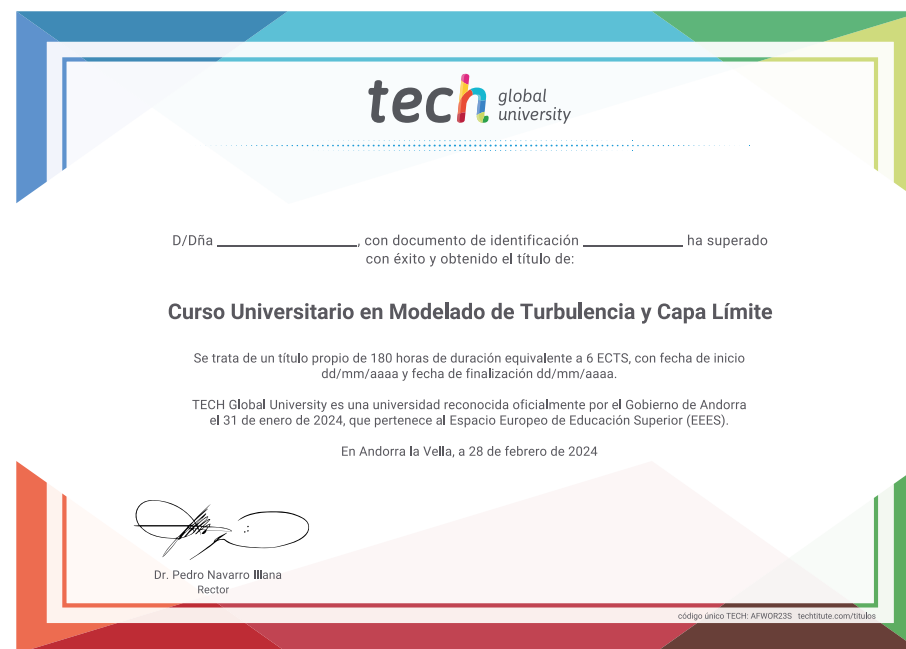 tech global university
D/Dña ____________________, con documento de identificación ______________ ha superado
con éxito y obtenido el título de:
Curso Universitario en Modelado de Turbulencia y Capa Límite
Se trata de un título propio de 180 horas de duración equivalente a 6 ECTS, con fecha de inicio
dd/mm/aaaa y fecha de finalización dd/mm/aaaa.
TECH Global University es una universidad reconocida oficialmente por el Gobierno de Andorra
el 31 de enero de 2024, que pertenece al Espacio Europeo de Educación Superior (EEES).
En Andorra la Vella, a 28 de febrero de 2024
Dr. Pedro Navarro Illana
Rector
código único TECH: AFWOR23S techtitute.com/titulos